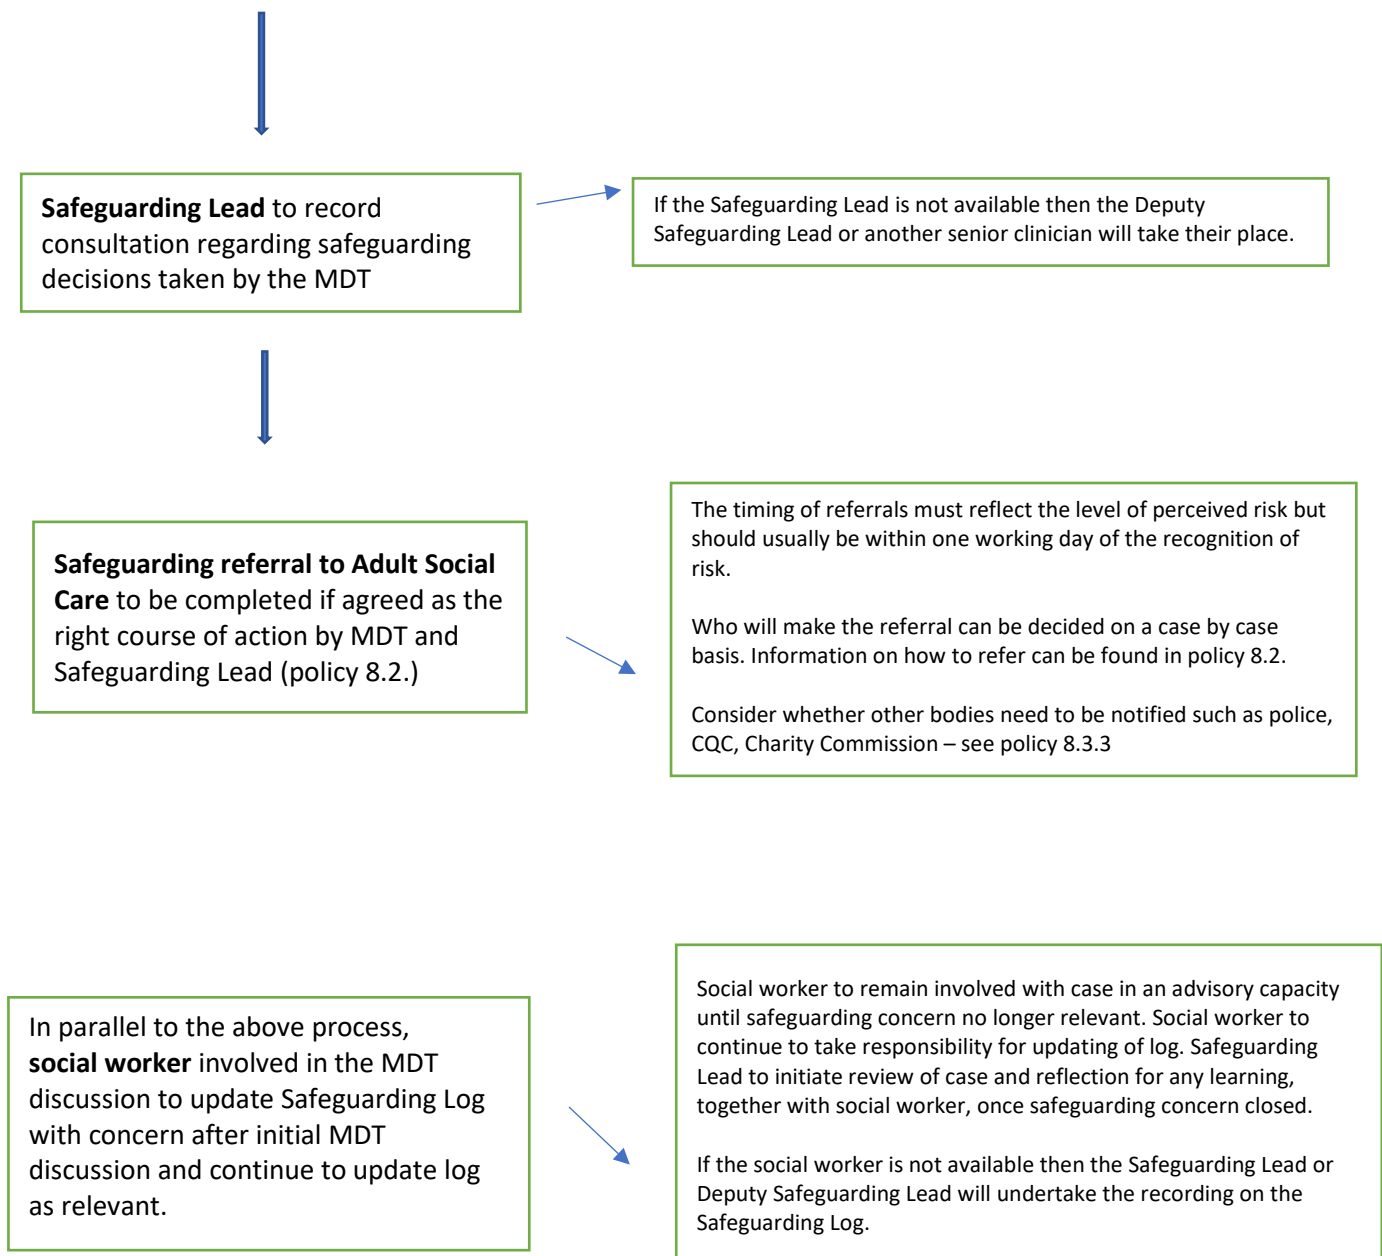 Safeguarding Lead to record
consultation regarding safeguarding
decisions taken by the MDT
If the Safeguarding Lead is not available then the Deputy
Safeguarding Lead or another senior clinician will take their place.
Safeguarding referral to Adult Social
Care to be completed if agreed as the
right course of action by MDT and
Safeguarding Lead (policy 8.2.)
The timing of referrals must reflect the level of perceived risk but
should usually be within one working day of the recognition of
risk.
Who will make the referral can be decided on a case by case
basis. Information on how to refer can be found in policy 8.2.
Consider whether other bodies need to be notified such as police,
CQC, Charity Commission – see policy 8.3.3
In parallel to the above process,
social worker involved in the MDT
discussion to update Safeguarding Log
with concern after initial MDT
discussion and continue to update log
as relevant.
Social worker to remain involved with case in an advisory capacity
until safeguarding concern no longer relevant. Social worker to
continue to take responsibility for updating of log. Safeguarding
Lead to initiate review of case and reflection for any learning,
together with social worker, once safeguarding concern closed.
If the social worker is not available then the Safeguarding Lead or
Deputy Safeguarding Lead will undertake the recording on the
Safeguarding Log.